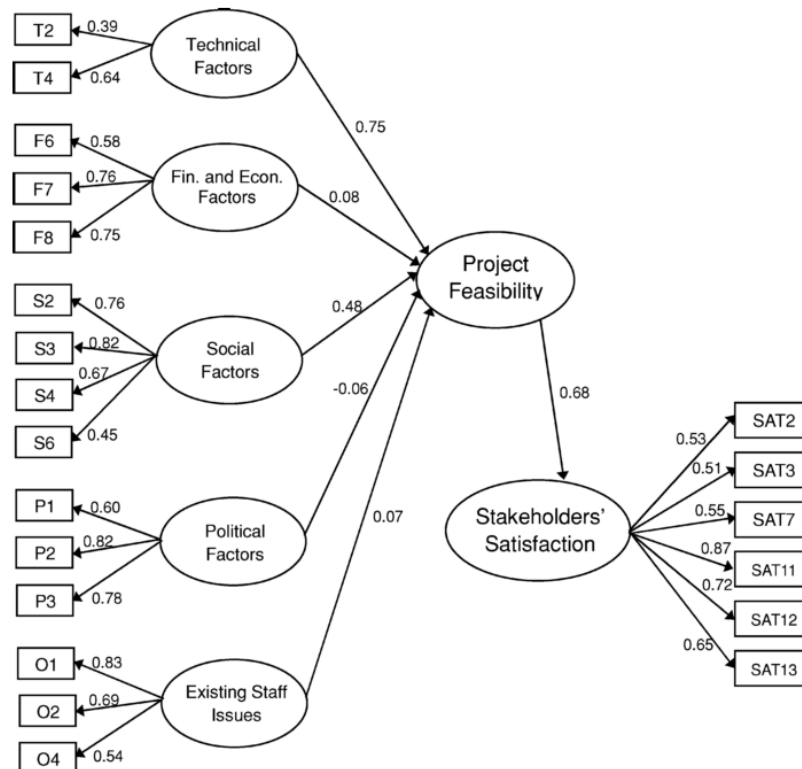 T2
0.39
T4
0.64
Technical
Factors
0.75
F6
0.58
F7
0.76
F8
0.75
Fin. and Econ.
Factors
0.08
Project
Feasibility
S2
0.76
S3
0.82
S4
0.67
S6
0.45
Social
Factors
0.48
-0.06
0.68
P1
0.60
P2
0.82
P3
0.78
Political
Factors
0.07
Stakeholders'
Satisfaction
0.53
SAT2
0.51
SAT3
0.55
SAT7
0.87
SAT11
0.72
SAT12
0.65
SAT13
O1
0.83
O2
0.69
O4
0.54
Existing Staff
Issues